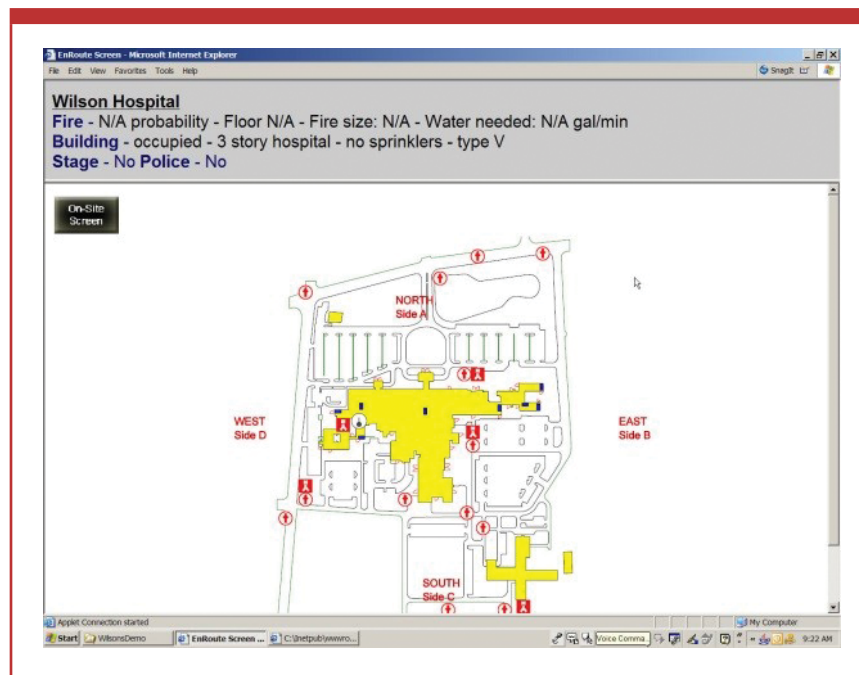 EnRoute Screen - Microsoft Internet Explorer
File Edit View Favorites Tools Help
SnagIt
Wilson Hospital
Fire - N/A probability - Floor N/A - Fire size: N/A - Water needed: N/A gal/min
Building - occupied - 3 story hospital - no sprinklers - type V
Stage - No Police - No
On-Site
Screen
NORTH
Side A
WEST
Side D
EAST
Side B
SOUTH
Side C
Applet Connection started
My Computer
Start
WilsonsDemo
EnRoute Screen ...
C:\Inetpub\wwwro...
Voice Comma...
9:22 AM